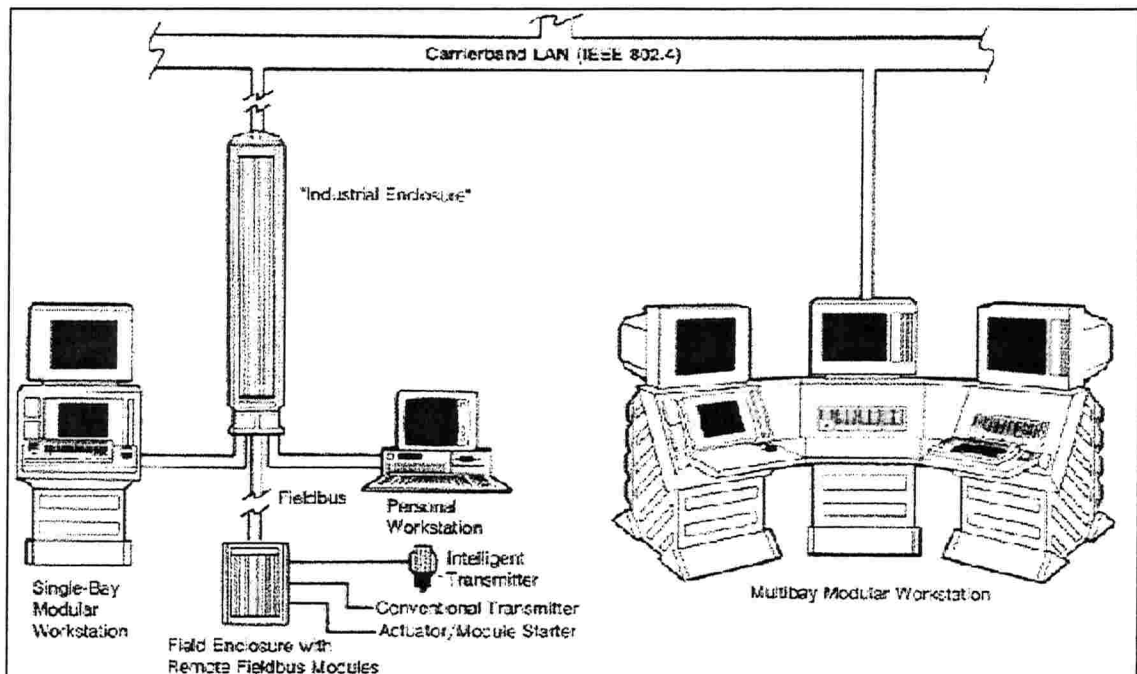 Carrierband LAN (IEEE 802.4)
"Industrial Enclosure"
Fieldbus
Personal
Workstation
Intelligent
Transmitter
Conventional Transmitter
Actuator/Module Starter
Single-Bay
Modular
Workstation
Field Enclosure with
Remote Fieldbus Modules
Multibay Modular Workstation